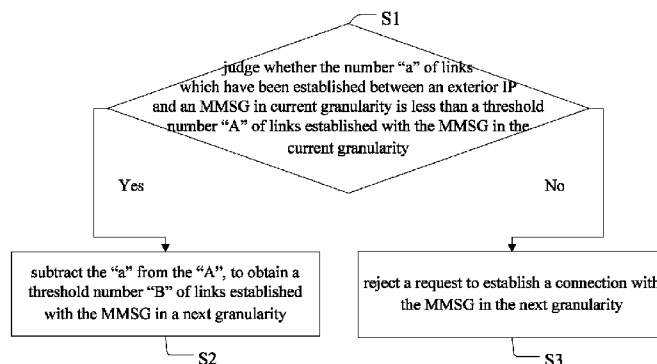 S1
judge whether the number “a” of links
which have been established between an exterior IP
and an MMSG in current granularity is less than a threshold
number “A” of links established with the MMSG in the
current granularity
Yes
No
subtract the “a” from the “A”, to obtain a
threshold number “B” of links established
with the MMSG in a next granularity
reject a request to establish a connection with
the MMSG in the next granularity
S2
S3